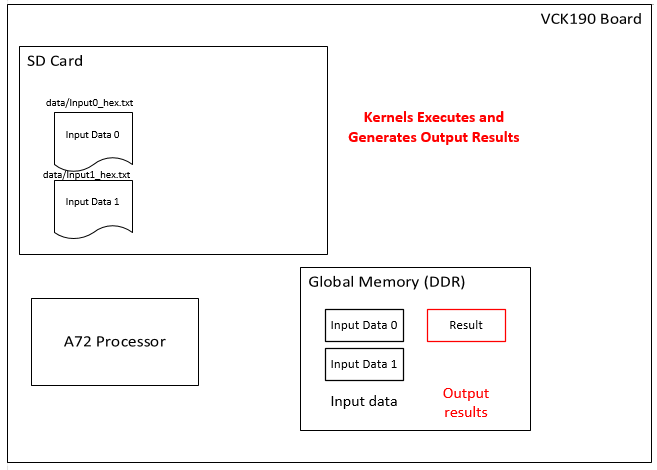 VCK190 Board
SD Card
data/Input0_hex.txt
Input Data 0
data/Input1_hex.txt
Input Data 1
Kernels Executes and
Generates Output Results
A72 Processor
Global Memory (DDR)
Input Data 0
Result
Input Data 1
Input data
Output
results